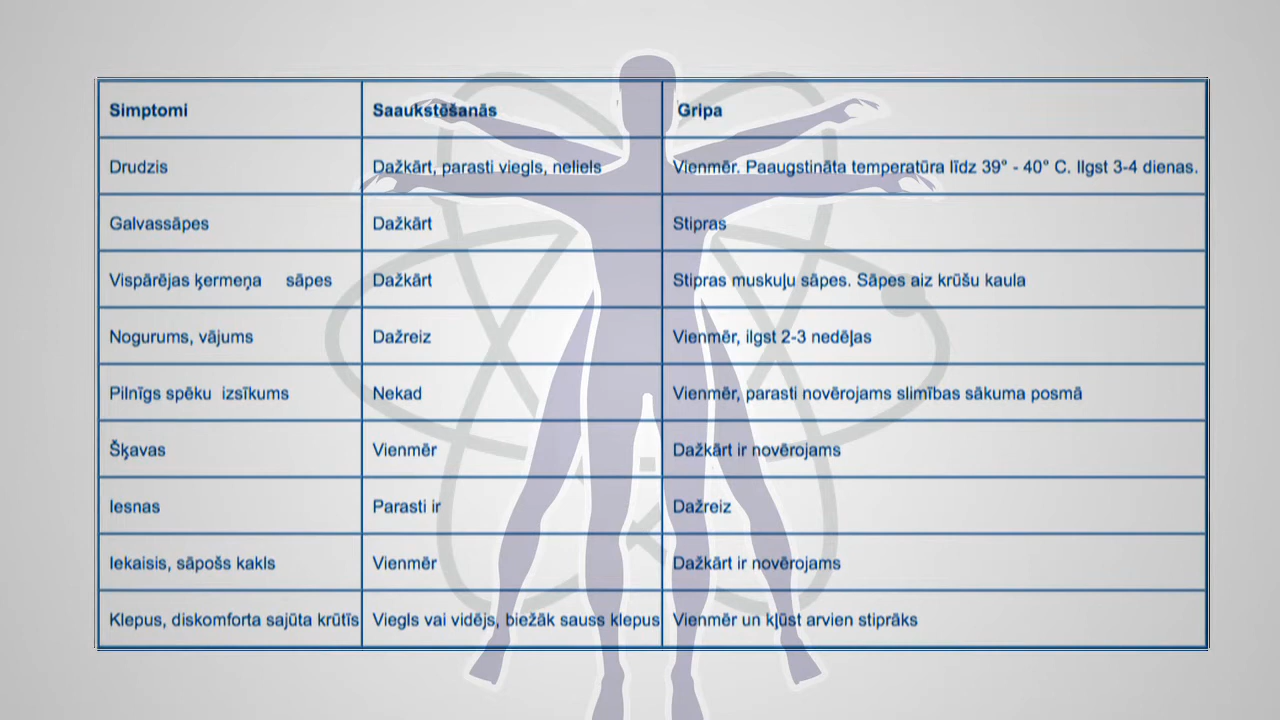 Simptomi Saaukstēšanās Gripa
Drudzis Dažkārt, parasti viegls, neliels Vienmēr. Paaugstināta temperatūra līdz 39° - 40° C. Ilgst 3-4 dienas.
Galvassāpes Dažkārt Stipras
Vispārējas ķermeņa sāpes Dažkārt Stipras muskuļu sāpes. Sāpes aiz krūšu kaula
Nogurums, vājums Dažreiz Vienmēr, ilgst 2-3 nedēļas
Pilnīgs spēku izsīkums Nekad Vienmēr, parasti novērojams slimības sākuma posmā
Šķavas Vienmēr Dažkārt ir novērojams
Iesnas Parasti ir Dažreiz
Iekaisis, sāpošs kakls Vienmēr Dažkārt ir novērojams
Klepus, diskomforta sajūta krūtīs Viegls vai vidējs, biežāk sauss klepus Vienmēr un kļūst arvien stiprāks